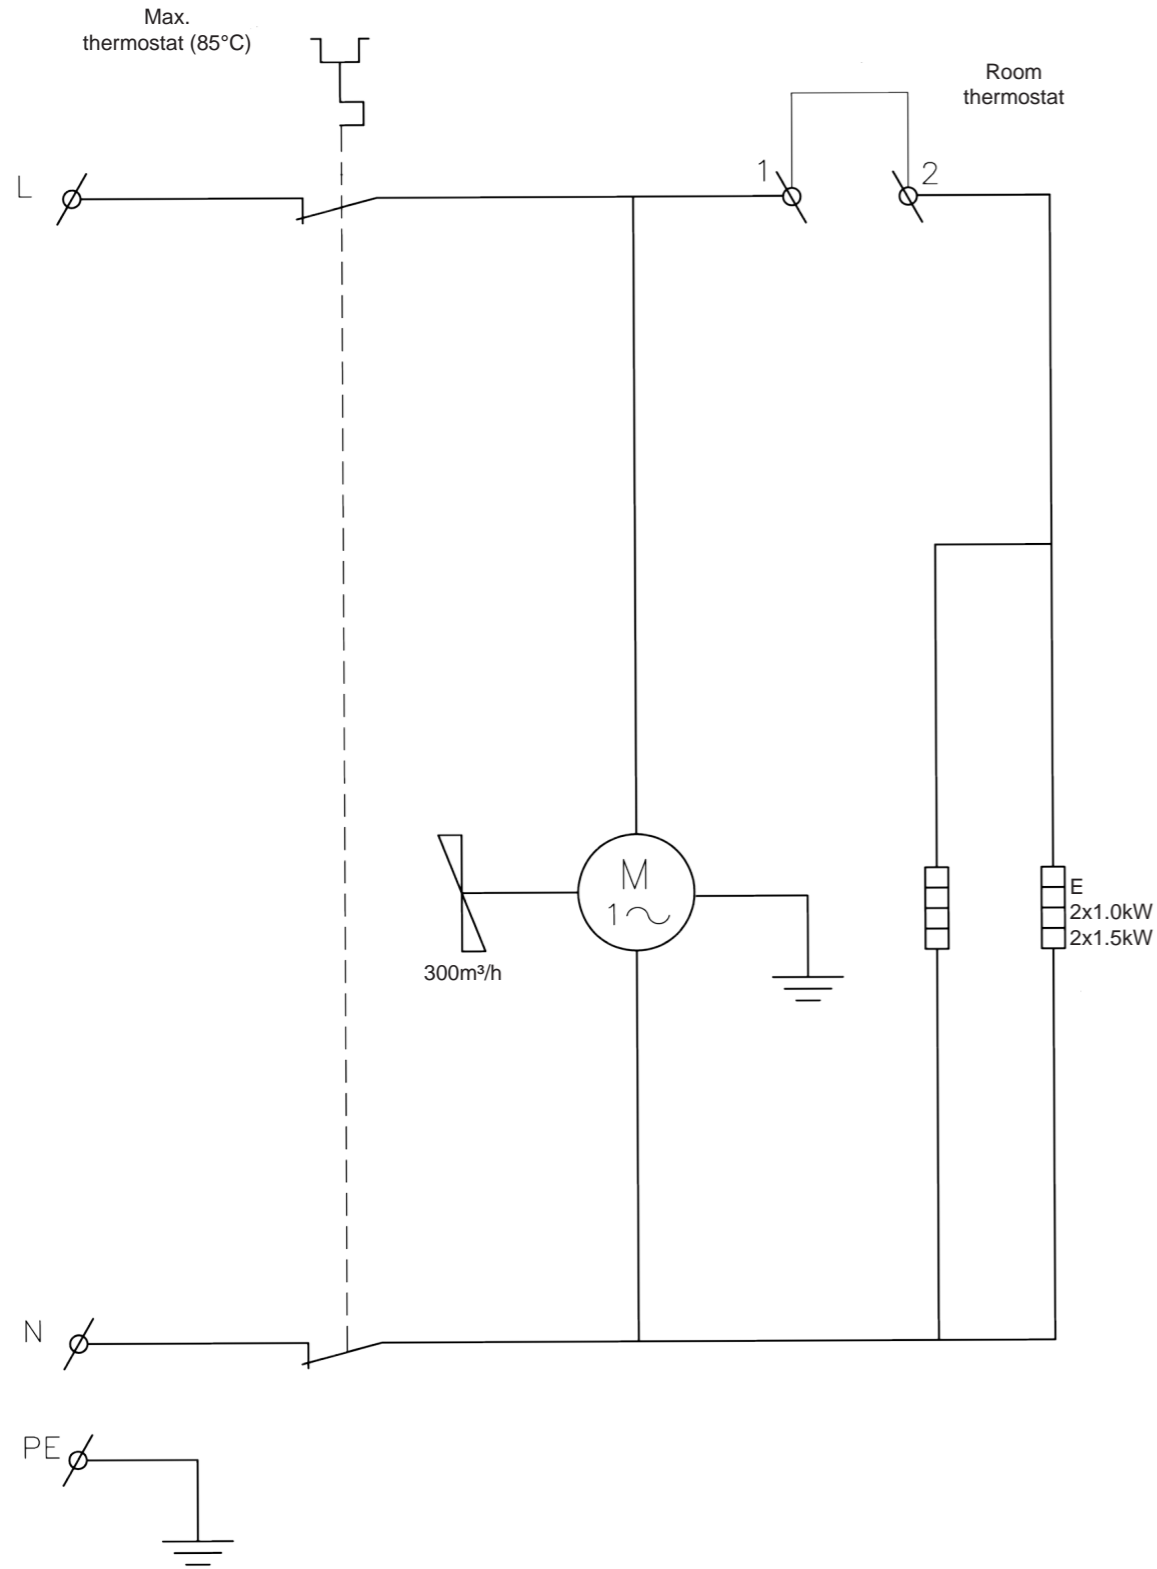 Max.
thermostat (85°C)
Room
thermostat
L
1
2
M
1～
E
2x1.0kW
2x1.5kW
300m³/h
N
PE